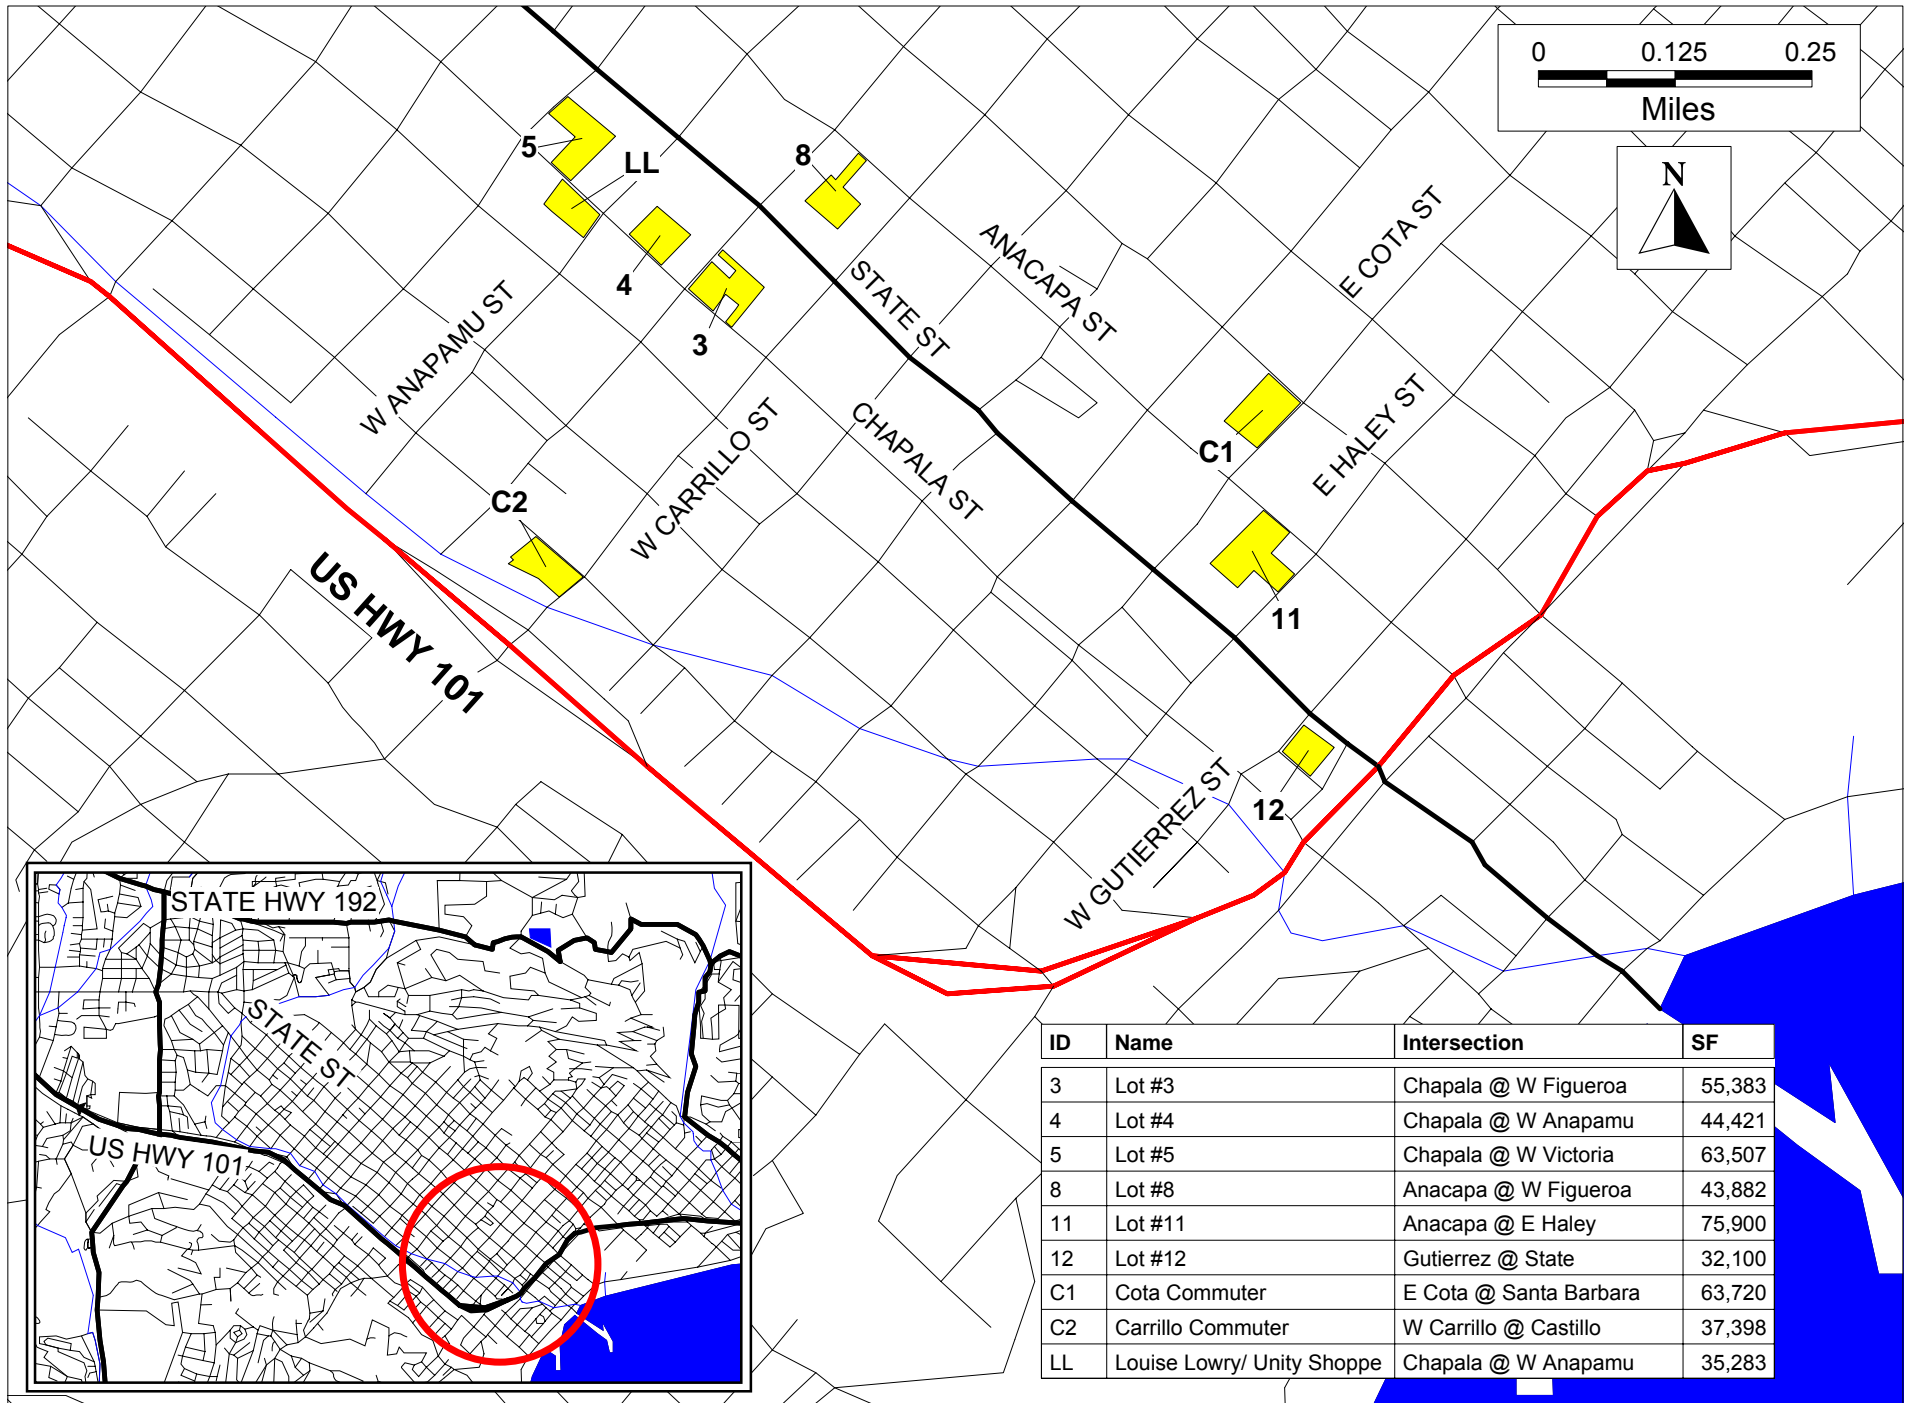 0 0.125 0.25
Miles
N
5
LL
8
4
3
ANACAPA ST
E COTA ST
STATE ST
W ANAPAMU ST
W CARRILLO ST
CHAPALA ST
E HALEY ST
C1
C2
US HWY 101
11
12
W GUTIERREZ ST
STATE HWY 192
STATE ST
US HWY 101
ID Name Intersection SF
3 Lot #3 Chapala @ W Figueroa 55,383
4 Lot #4 Chapala @ W Anapamu 44,421
5 Lot #5 Chapala @ W Victoria 63,507
8 Lot #8 Anacapa @ W Figueroa 43,882
11 Lot #11 Anacapa @ E Haley 75,900
12 Lot #12 Gutierrez @ State 32,100
C1 Cota Commuter E Cota @ Santa Barbara 63,720
C2 Carrillo Commuter W Carrillo @ Castillo 37,398
LL Louise Lowry/ Unity Shoppe Chapala @ W Anapamu 35,283